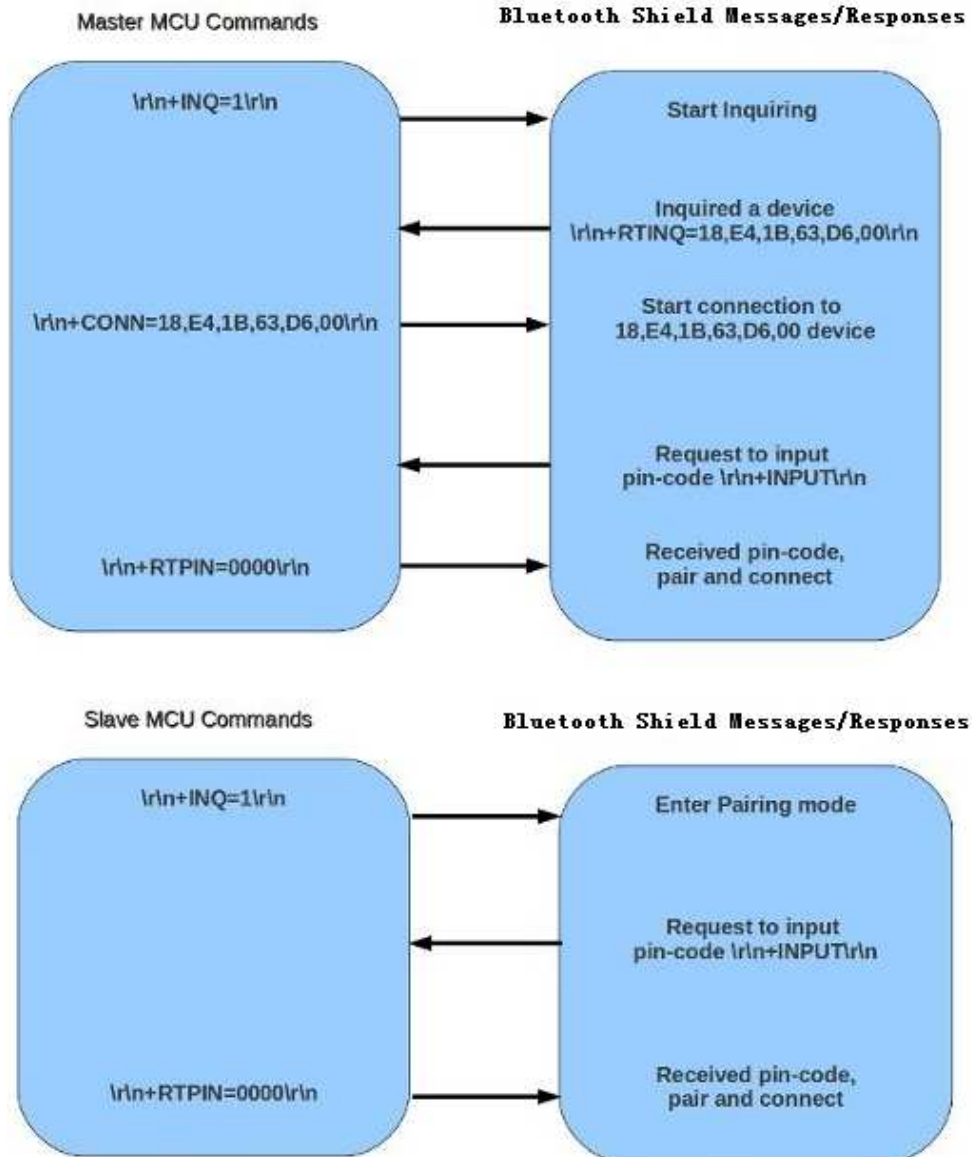 Master MCU Commands
Bluetooth Shield Messages/Responses
\r\n+INQ=1\r\n
Start Inquiring
Inquired a device
\r\n+RTINQ=18,E4,1B,63,D6,00\r\n
\r\n+CONN=18,E4,1B,63,D6,00\r\n
Start connection to
18,E4,1B,63,D6,00 device
Request to input
pin-code \r\n+INPUT\r\n
\r\n+RTPIN=0000\r\n
Received pin-code,
pair and connect
Slave MCU Commands
Bluetooth Shield Messages/Responses
\r\n+INQ=1\r\n
Enter Pairing mode
Request to input
pin-code \r\n+INPUT\r\n
\r\n+RTPIN=0000\r\n
Received pin-code,
pair and connect